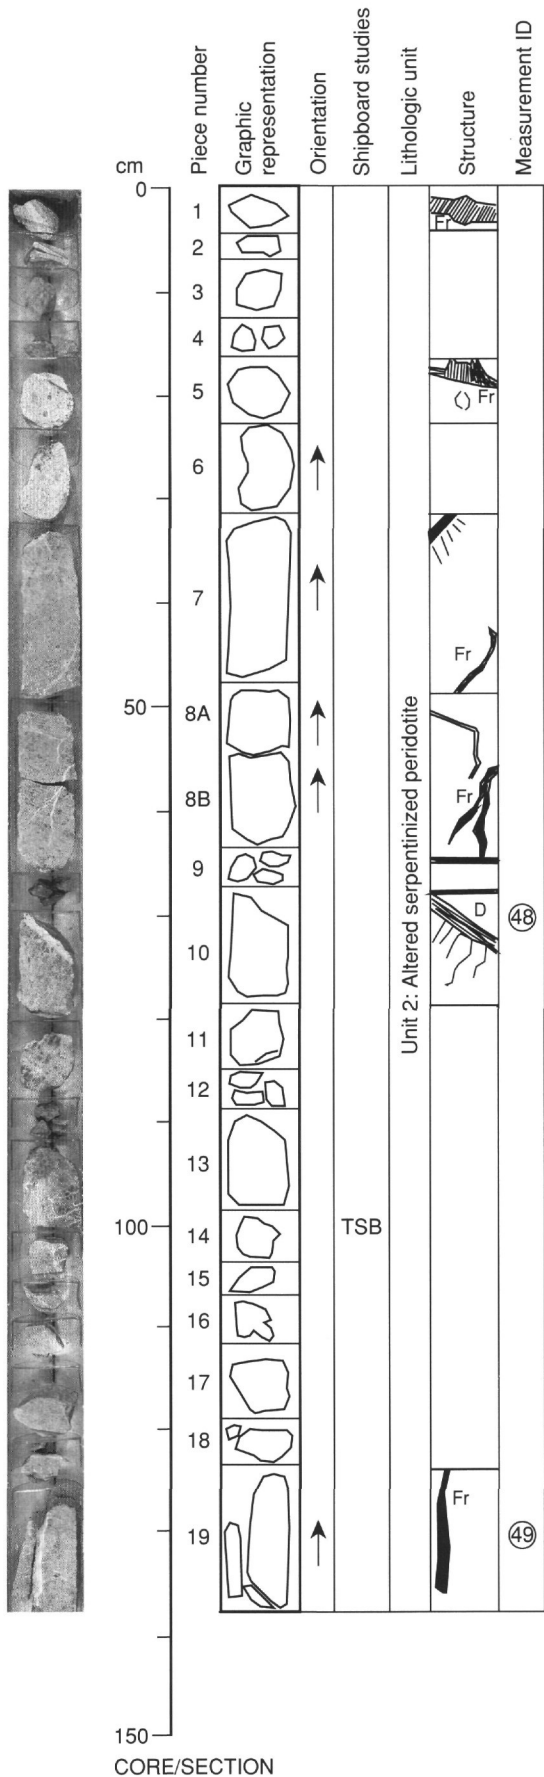 cm
Piece number
Graphic
representation
Orientation
Shipboard studies
Lithologic unit
Structure
Measurement ID
0
1
Fr
2
3
4
5
Fr
6
7
Fr
50
8A
8B
Fr
9
Unit 2: Altered serpentinized peridotite
D
48
10
11
12
13
100
14
TSB
15
16
17
18
19
Fr
49
150
CORE/SECTION